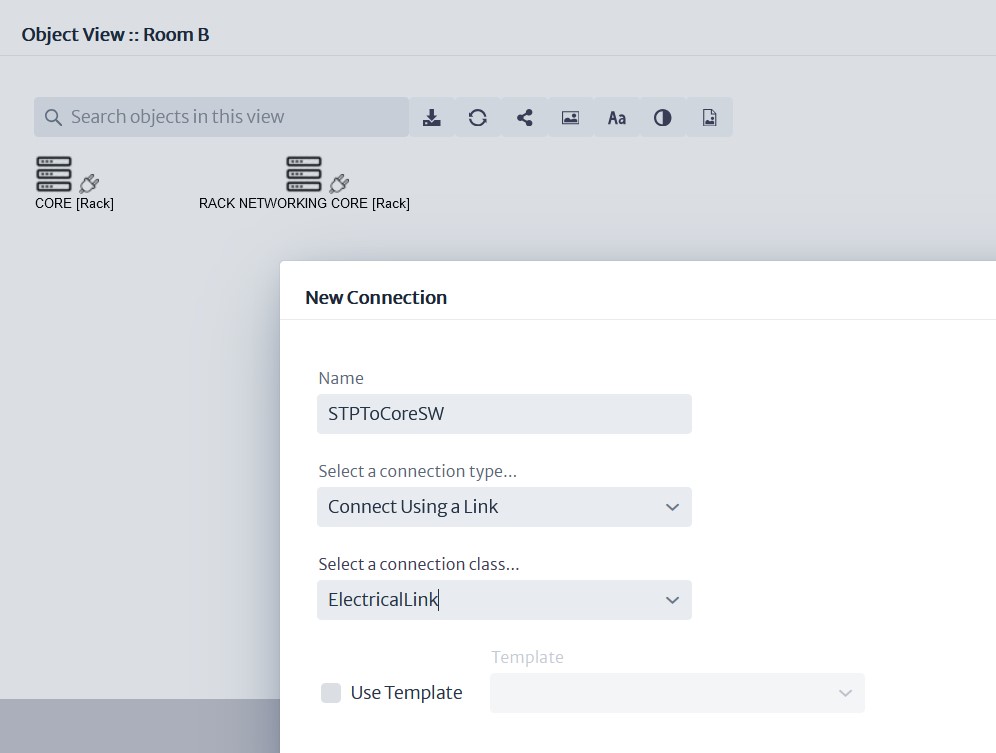 Object View :: Room B
Search objects in this view
Aa
CORE [Rack]
RACK NETWORKING CORE [Rack]
New Connection
Name
STPToCoreSW
Select a connection type...
Connect Using a Link
Select a connection class...
ElectricalLink
Template
Use Template